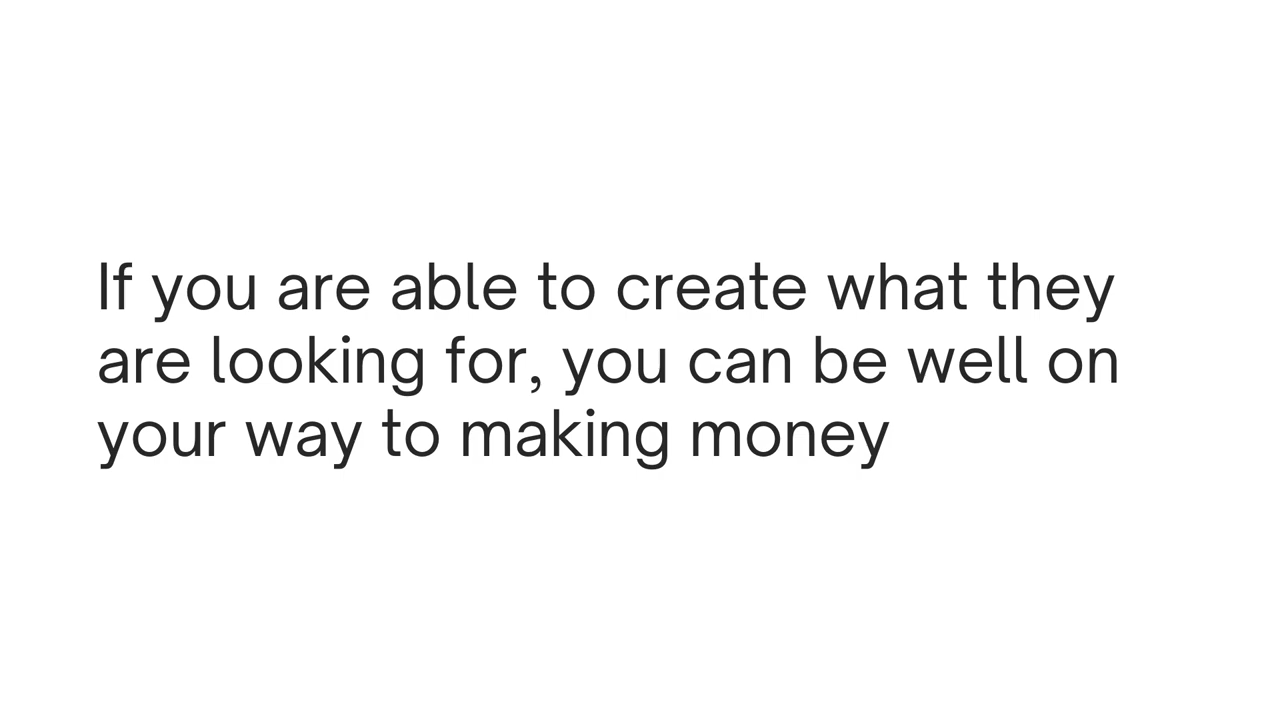 If you are able to create what they
are looking for, you can be well on
your way to making money